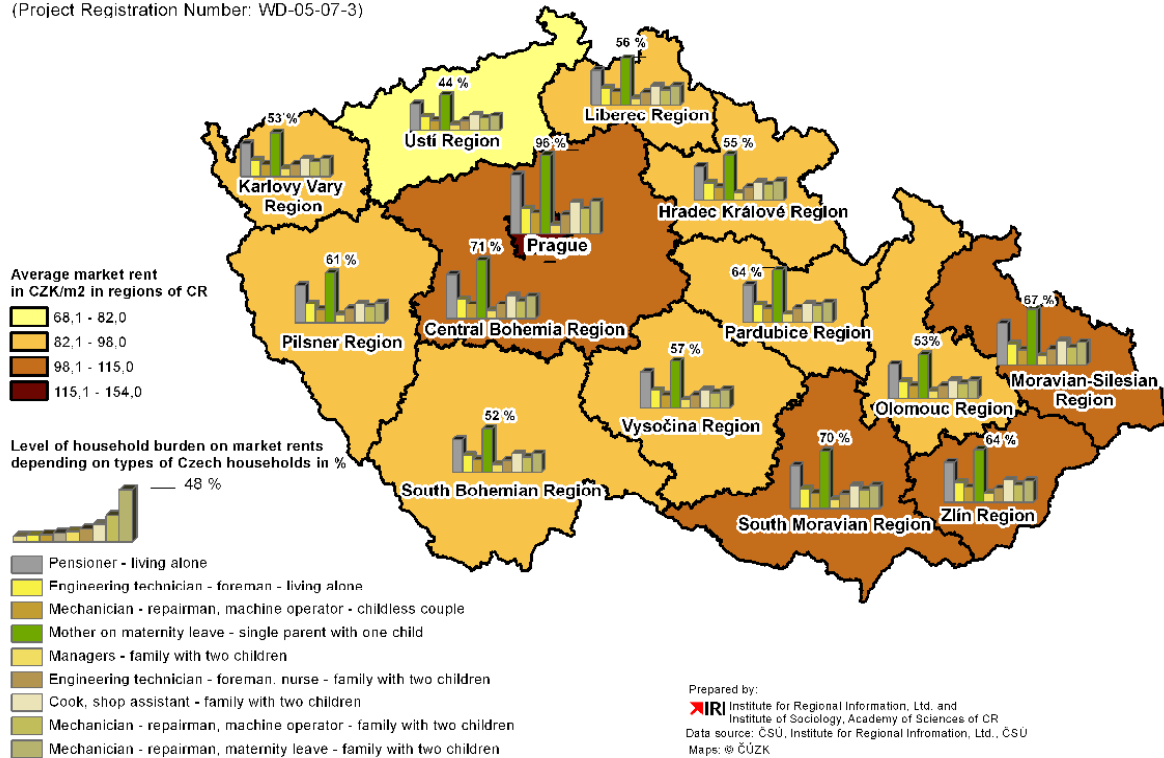 (Project Registration Number: WD-05-07-3)
56 %
Liberec Region
44 %
Ústí Region
53 %
Karlovy Vary
Region
96 %
Prague
55 %
Hradec Králové Region
61 %
Pilsner Region
71 %
Central Bohemia Region
64 %
Pardubice Region
67 %
Moravian-Silesian
Region
53%
Olomouc Region
57 %
Vysočina Region
52 %
South Bohemian Region
70 %
South Moravian Region
64 %
Zlín Region
Average market rent
in CZK/m2 in regions of CR
68,1 - 82,0
82,1 - 98,0
98,1 - 115,0
115,1 - 154,0
Level of household burden on market rents
depending on types of Czech households in %
48 %
Pensioner - living alone
Engineering technician - foreman - living alone
Mechanician - repairman, machine operator - childless couple
Mother on maternity leave - single parent with one child
Managers - family with two children
Engineering technician - foreman. nurse - family with two children
Cook, shop assistant - family with two children
Mechanician - repairman, machine operator - family with two children
Mechanician - repairman, maternity leave - family with two children
Prepared by:
IRI Institute for Regional Information, Ltd. and
Institute of Sociology, Academy of Sciences of CR
Data source: ČSÚ, Institute for Regional Infromation, Ltd., ČSÚ
Maps: © ČÚZK